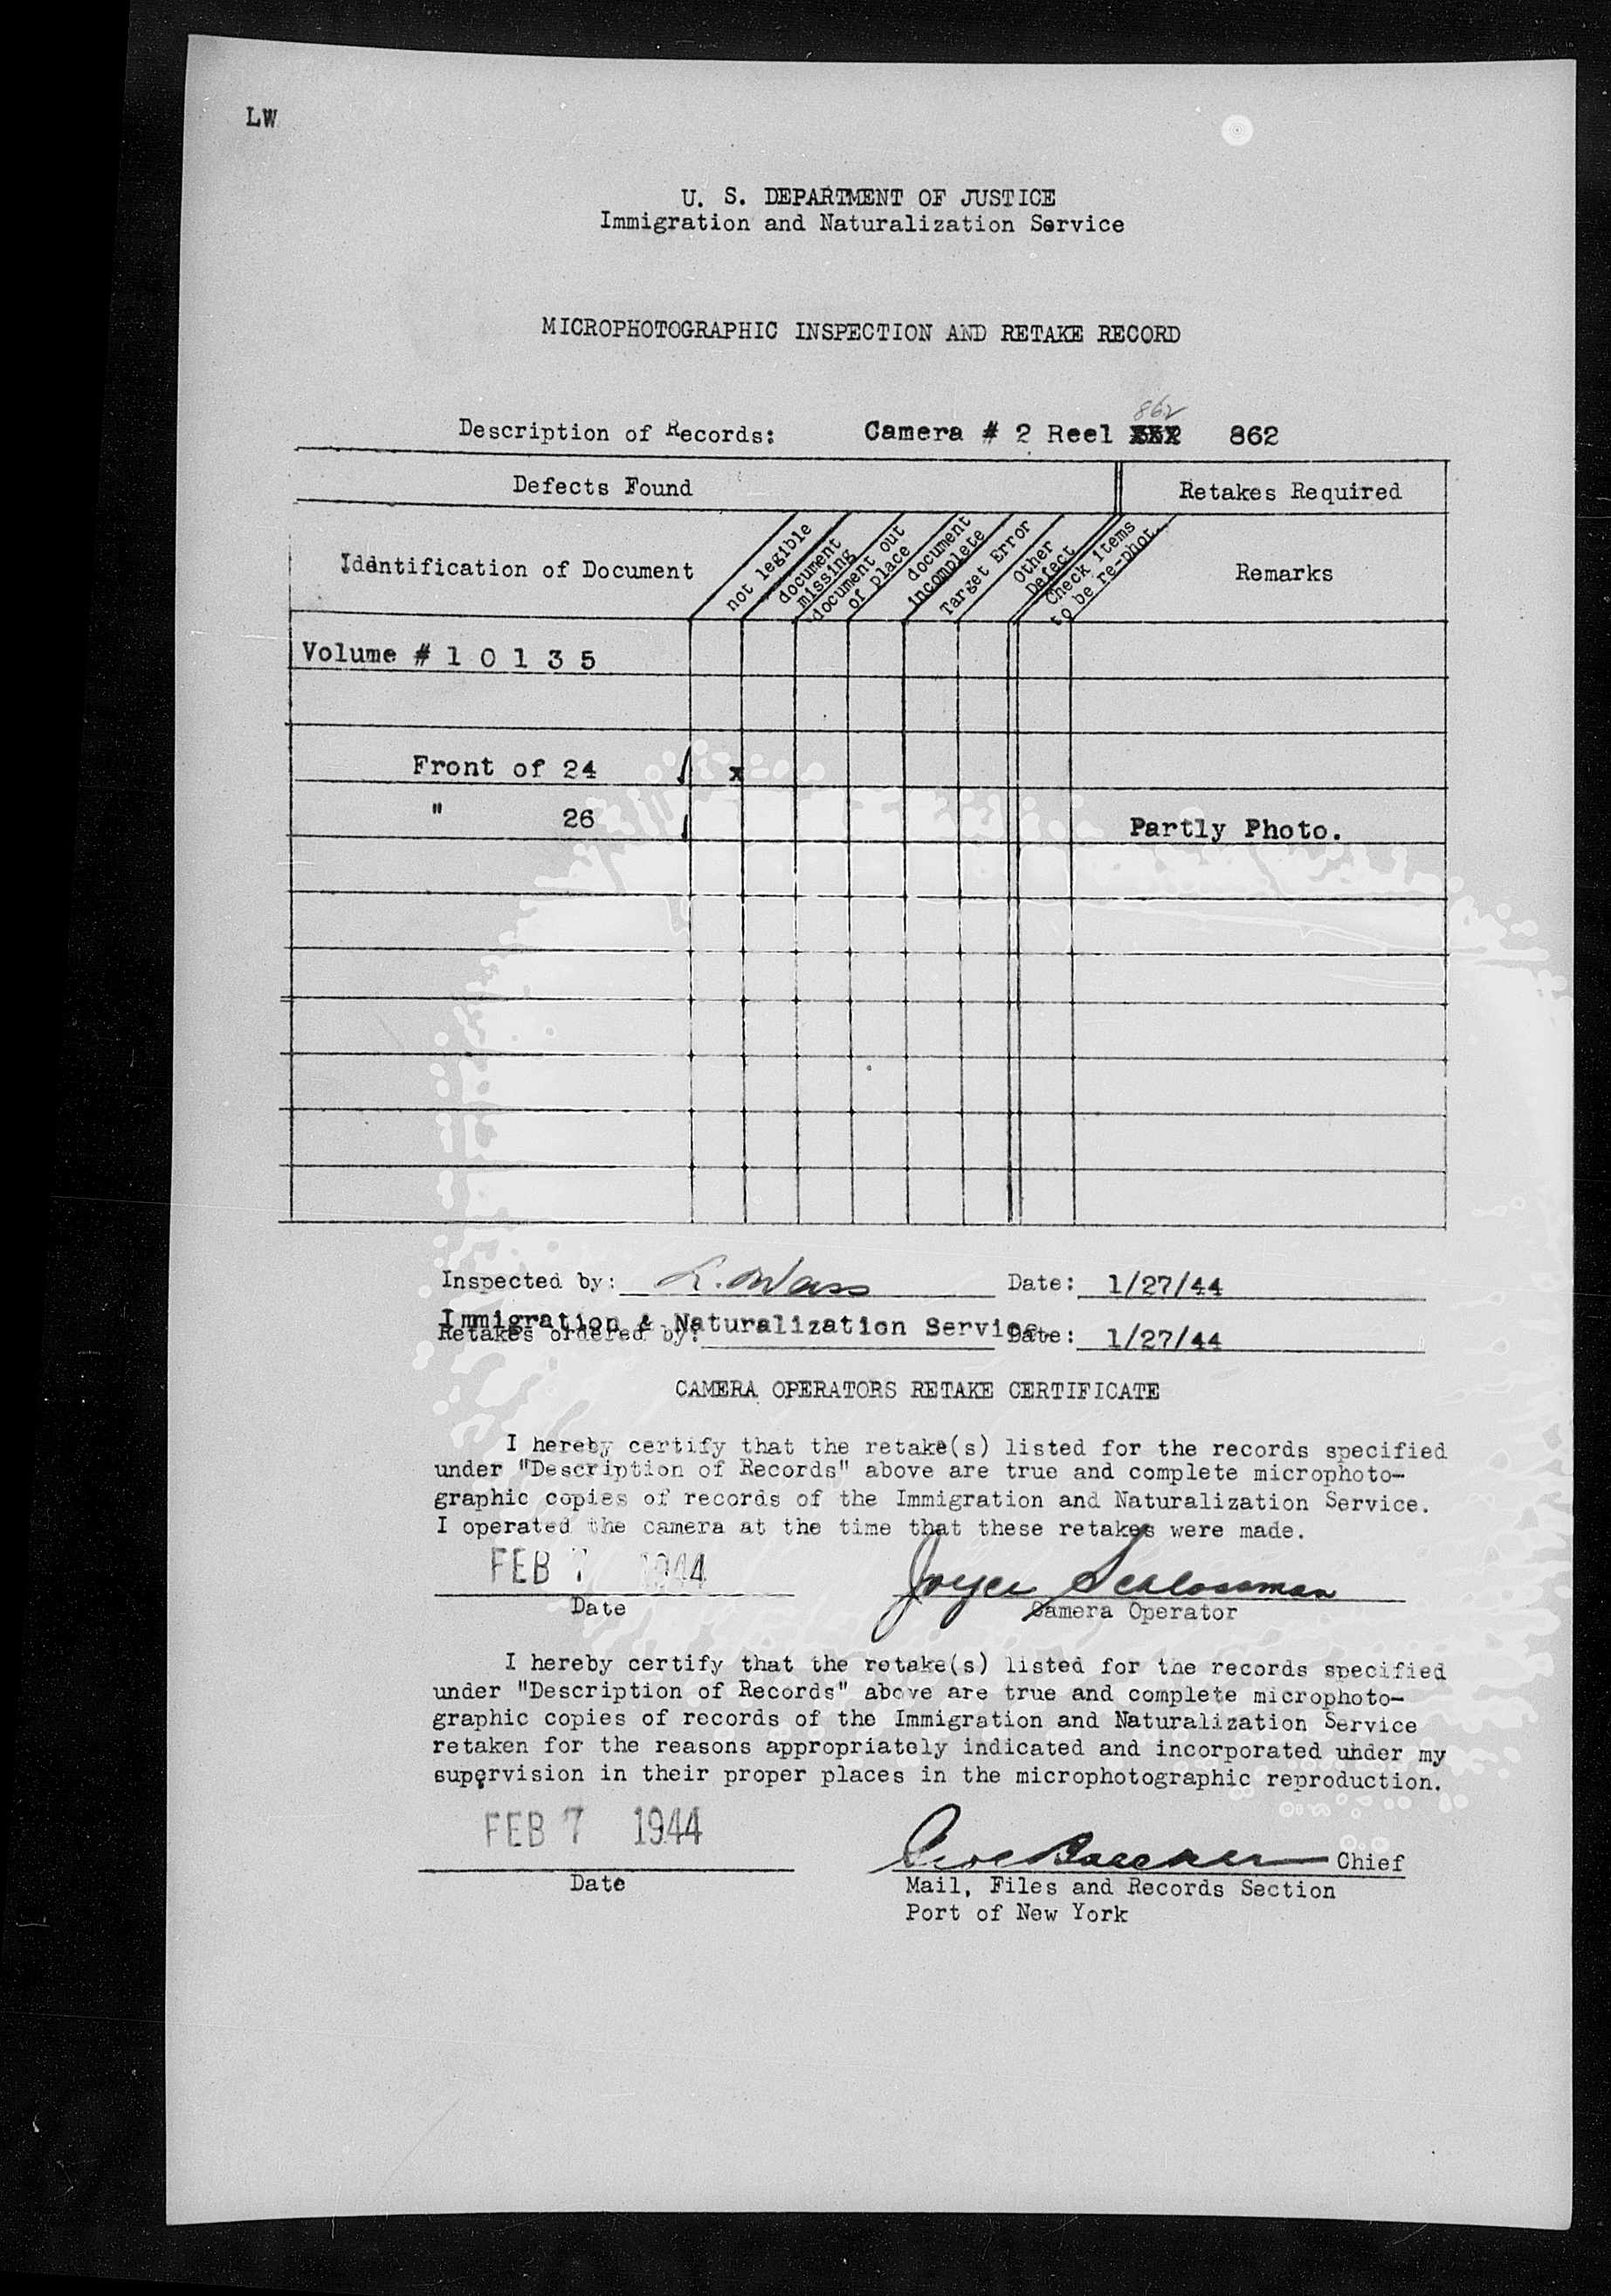 LW
U. S. DEPARTMENT OF JUSTICE
Immigration and Naturalization Service
MICROPHOTOGRAPHIC INSPECTION AND RETAKE RECORD
862
Description of Records: Camera # 2 Reel 862
Defects Found Retakes Required
Identification of Document not legible document missing document out of place document incomplete Target Error Other Defect Check items to be re-phot. Remarks
Volume # 1 0 1 3 5
Front of 24 x
" 26 Partly Photo.
Inspected by: L. Date: 1/27/44
Immigration & Naturalization Service
Retakes ordered by: Date: 1/27/44
CAMERA OPERATORS RETAKE CERTIFICATE
I hereby certify that the retake(s) listed for the records specified
under "Description of Records" above are true and complete microphoto-
graphic copies of records of the Immigration and Naturalization Service.
I operated the camera at the time that these retakes were made.
FEB 7 1944 Joyce Schlossman
Date Camera Operator
I hereby certify that the retake(s) listed for the records specified
under "Description of Records" above are true and complete microphoto-
graphic copies of records of the Immigration and Naturalization Service
retaken for the reasons appropriately indicated and incorporated under my
supervision in their proper places in the microphotographic reproduction.
FEB 7 1944 Chief
Date Mail, Files and Records Section
Port of New York